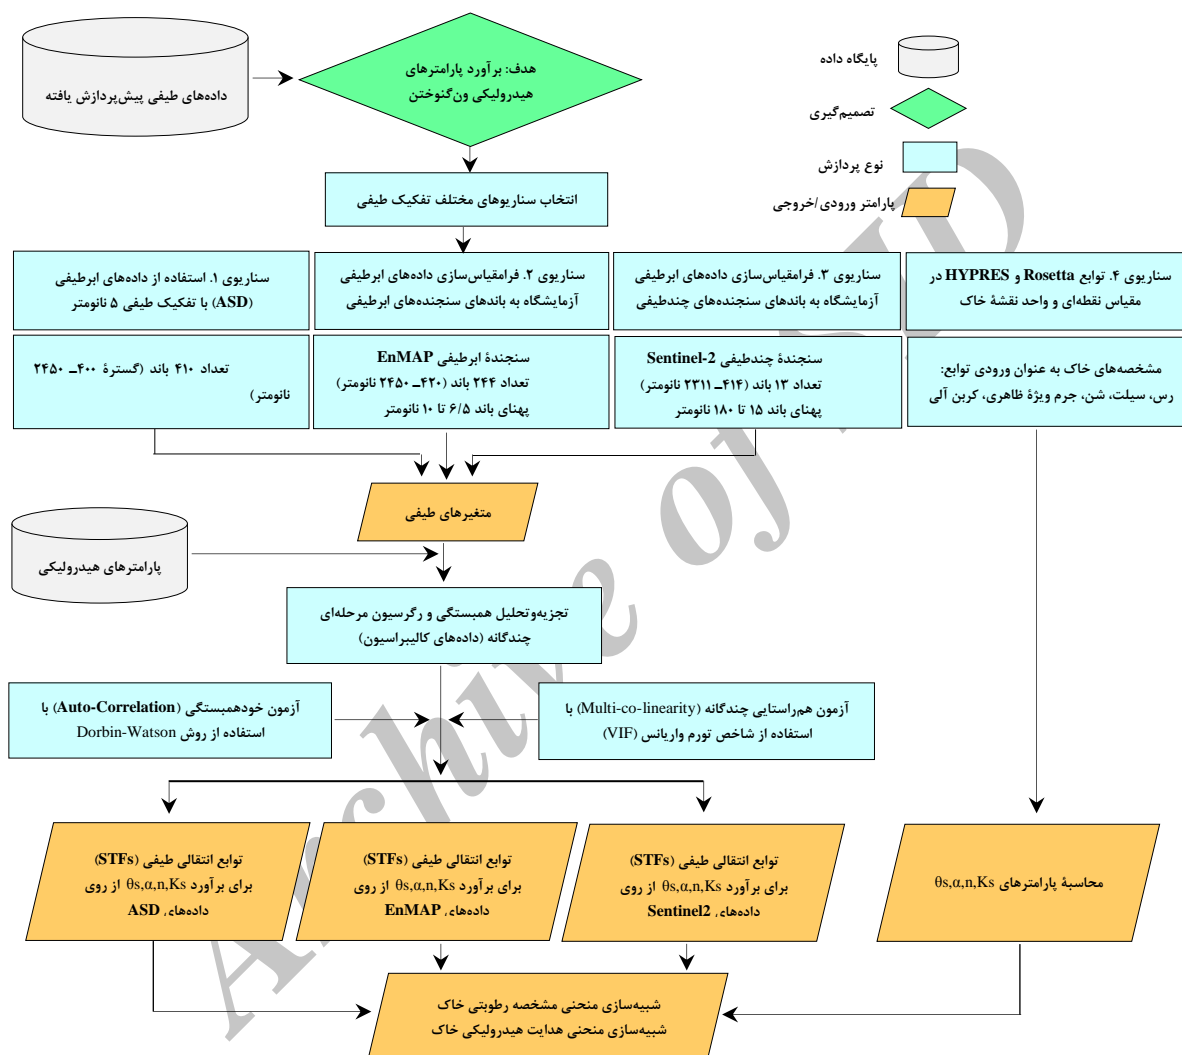 داده‌های طیفی پیش‌پردازش یافته
هدف: برآورد پارامترهای
هیدرولیکی ون‌گنوختن
پایگاه داده
تصمیم‌گیری
نوع پردازش
پارامتر ورودی/خروجی
انتخاب سناریوهای مختلف تفکیک طیفی
سناریوی ۱. استفاده از داده‌های ابرطیفی
(ASD) با تفکیک طیفی ۵ نانومتر
سناریوی ۲. فرامقیاس‌سازی داده‌های ابرطیفی
آزمایشگاه به باندهای سنجنده‌های ابرطیفی
سناریوی ۳. فرامقیاس‌سازی داده‌های ابرطیفی
آزمایشگاه به باندهای سنجنده‌های چندطیفی
سناریوی ۴. توابع Rosetta و HYPRES در
مقیاس نقطه‌ای و واحد نقشۀ خاک
تعداد ۴۱۰ باند (گسترۀ ۴۰۰ـ ۲۴۵۰
نانومتر)
سنجندۀ ابرطیفی EnMAP
تعداد ۲۴۴ باند (۴۲۰ـ ۲۴۵۰ نانومتر)
پهنای باند ۶/۵ تا ۱۰ نانومتر
سنجندۀ چندطیفی Sentinel-2
تعداد ۱۳ باند (۴۱۴ـ ۲۳۱۱ نانومتر)
پهنای باند ۱۵ تا ۱۸۰ نانومتر
مشخصه‌های خاک به عنوان ورودی توابع:
رس، سیلت، شن، جرم ویژۀ ظاهری، کربن آلی
متغیرهای طیفی
پارامترهای هیدرولیکی
تجزیه‌وتحلیل همبستگی و رگرسیون مرحله‌ای
چندگانه (داده‌های کالیبراسیون)
آزمون خودهمبستگی (Auto-Correlation) با
استفاده از روش Dorbin-Watson
آزمون هم‌راستایی چندگانه (Multi-co-linearity) با
استفاده از شاخص تورم واریانس (VIF)
توابع انتقالی طیفی (STFs)
برای برآورد θs,α,n,Ks از روی
داده‌های ASD
توابع انتقالی طیفی (STFs)
برای برآورد θs,α,n,Ks از روی
داده‌های EnMAP
توابع انتقالی طیفی (STFs)
برای برآورد θs,α,n,Ks از روی
داده‌های Sentinel2
محاسبۀ پارامترهای θs,α,n,Ks
شبیه‌سازی منحنی مشخصه رطوبتی خاک
شبیه‌سازی منحنی هدایت هیدرولیکی خاک
Archive of SID